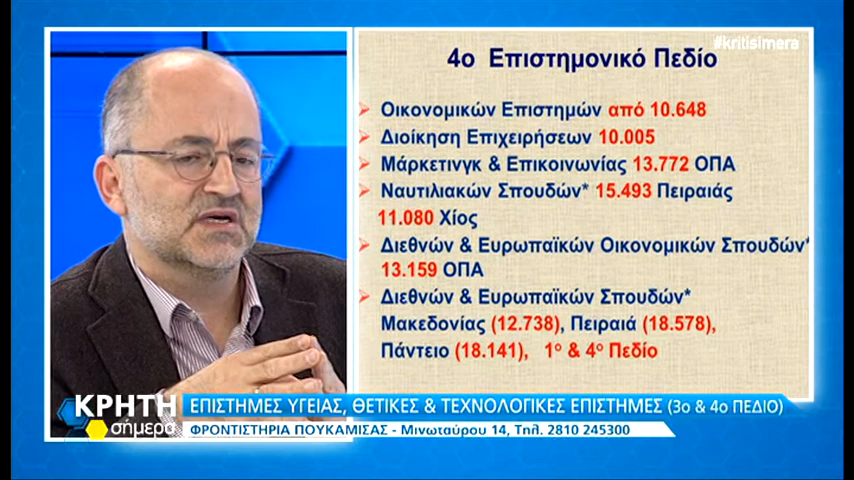 #kritisimera
4ο Επιστημονικό Πεδίο
Οικονομικών Επιστημών από 10.648
Διοίκηση Επιχειρήσεων 10.005
Μάρκετινγκ & Επικοινωνίας 13.772 ΟΠΑ
Ναυτιλιακών Σπουδών* 15.493 Πειραιάς
11.080 Χίος
Διεθνών & Ευρωπαϊκών Οικονομικών Σπουδών*
13.159 ΟΠΑ
Διεθνών & Ευρωπαϊκών Σπουδών*
Μακεδονίας (12.738), Πειραιά (18.578),
Πάντειο (18.141), 1ο & 4ο Πεδίο
ΚΡΗΤΗ
σήμερα
ΕΠΙΣΤΗΜΕΣ ΥΓΕΙΑΣ, ΘΕΤΙΚΕΣ & ΤΕΧΝΟΛΟΓΙΚΕΣ ΕΠΙΣΤΗΜΕΣ (3ο & 4ο ΠΕΔΙΟ)
ΦΡΟΝΤΙΣΤΗΡΙΑ ΠΟΥΚΑΜΙΣΑΣ - Μινωταύρου 14, Τηλ. 2810 245300